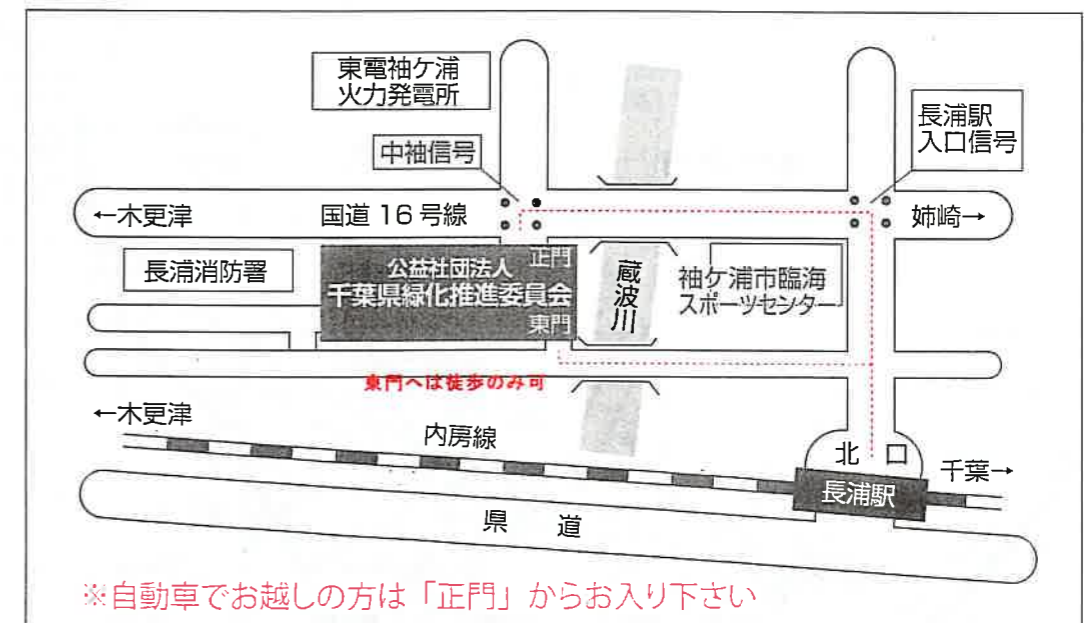 東電袖ケ浦
火力発電所
中袖信号
長浦駅
入口信号
←木更津
国道16号線
姉崎→
長浦消防署
公益社団法人
千葉県緑化推進委員会
正門
東門
蔵波川
袖ケ浦市臨海
スポーツセンター
東門へは徒歩のみ可
←木更津
内房線
北口
千葉→
長浦駅
県道
※自動車でお越しの方は「正門」からお入り下さい